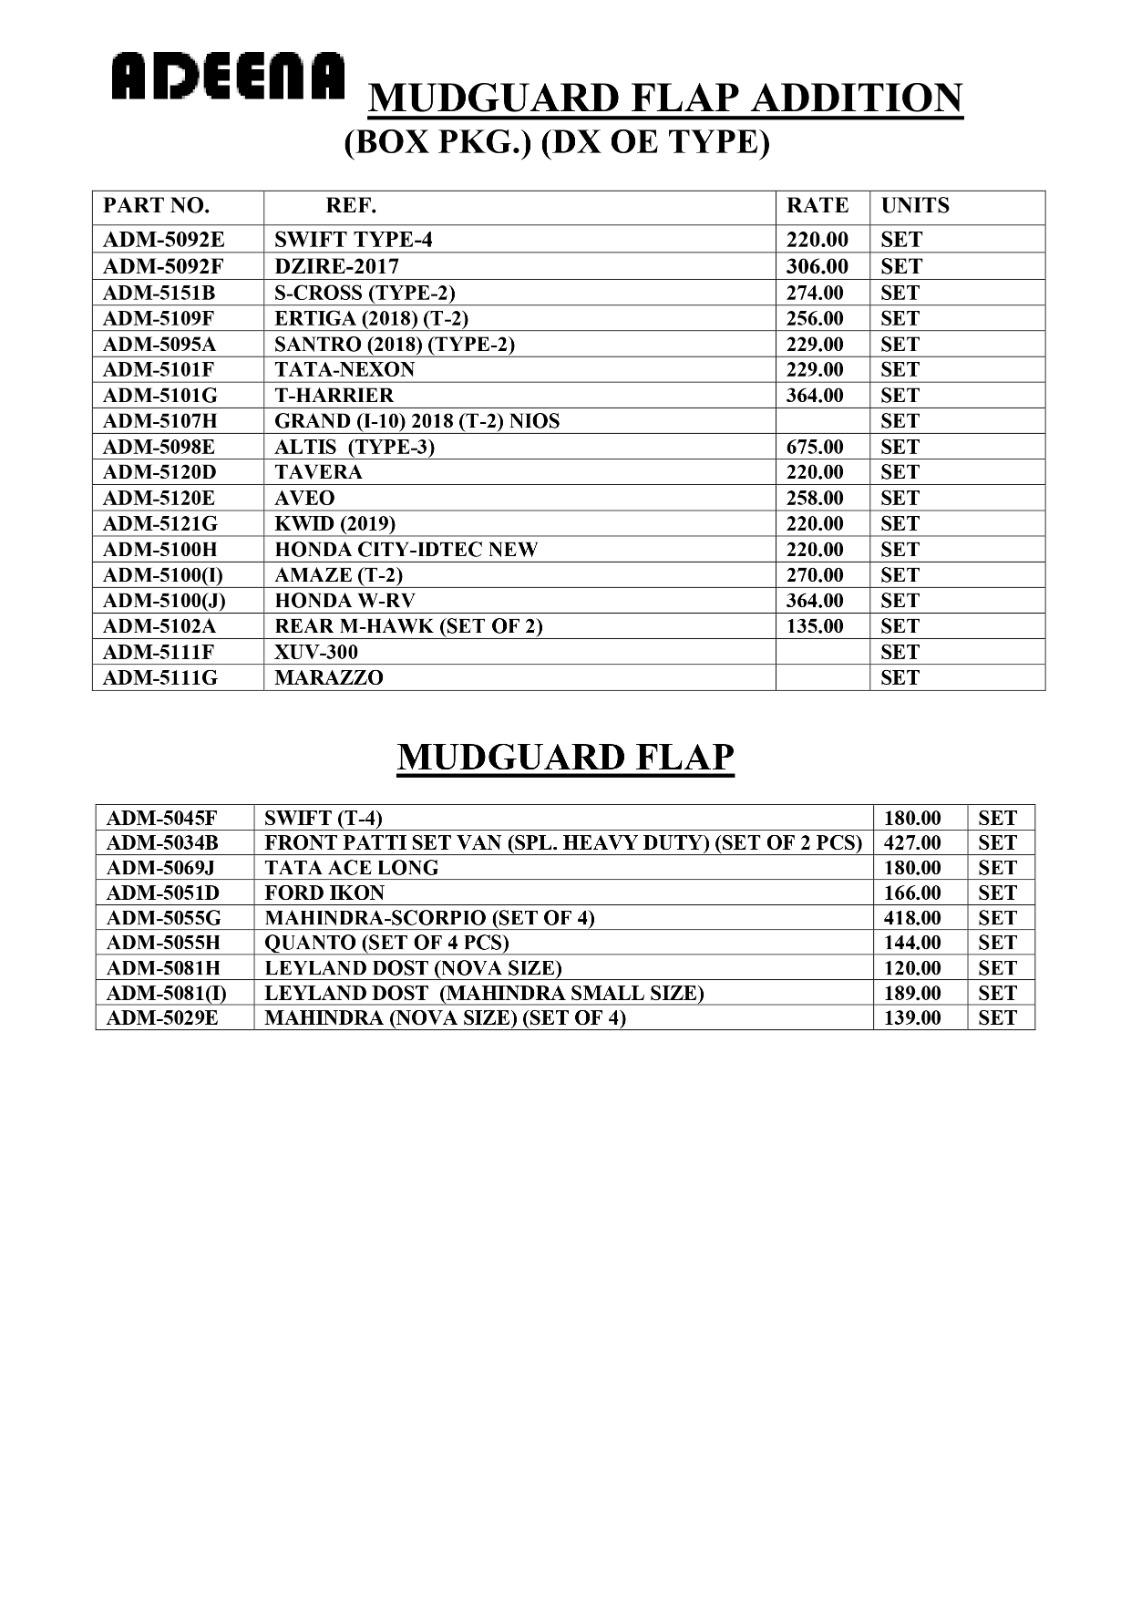 ADEENA MUDGUARD FLAP ADDITION
(BOX PKG.) (DX OE TYPE)
PART NO. REF. RATE UNITS
ADM-5092E SWIFT TYPE-4 220.00 SET
ADM-5092F DZIRE-2017 306.00 SET
ADM-5151B S-CROSS (TYPE-2) 274.00 SET
ADM-5109F ERTIGA (2018) (T-2) 256.00 SET
ADM-5095A SANTRO (2018) (TYPE-2) 229.00 SET
ADM-5101F TATA-NEXON 229.00 SET
ADM-5101G T-HARRIER 364.00 SET
ADM-5107H GRAND (I-10) 2018 (T-2) NIOS SET
ADM-5098E ALTIS (TYPE-3) 675.00 SET
ADM-5120D TAVERA 220.00 SET
ADM-5120E AVEO 258.00 SET
ADM-5121G KWID (2019) 220.00 SET
ADM-5100H HONDA CITY-IDTEC NEW 220.00 SET
ADM-5100(I) AMAZE (T-2) 270.00 SET
ADM-5100(J) HONDA W-RV 364.00 SET
ADM-5102A REAR M-HAWK (SET OF 2) 135.00 SET
ADM-5111F XUV-300 SET
ADM-5111G MARAZZO SET
MUDGUARD FLAP
ADM-5045F SWIFT (T-4) 180.00 SET
ADM-5034B FRONT PATTI SET VAN (SPL. HEAVY DUTY) (SET OF 2 PCS) 427.00 SET
ADM-5069J TATA ACE LONG 180.00 SET
ADM-5051D FORD IKON 166.00 SET
ADM-5055G MAHINDRA-SCORPIO (SET OF 4) 418.00 SET
ADM-5055H QUANTO (SET OF 4 PCS) 144.00 SET
ADM-5081H LEYLAND DOST (NOVA SIZE) 120.00 SET
ADM-5081(I) LEYLAND DOST (MAHINDRA SMALL SIZE) 189.00 SET
ADM-5029E MAHINDRA (NOVA SIZE) (SET OF 4) 139.00 SET